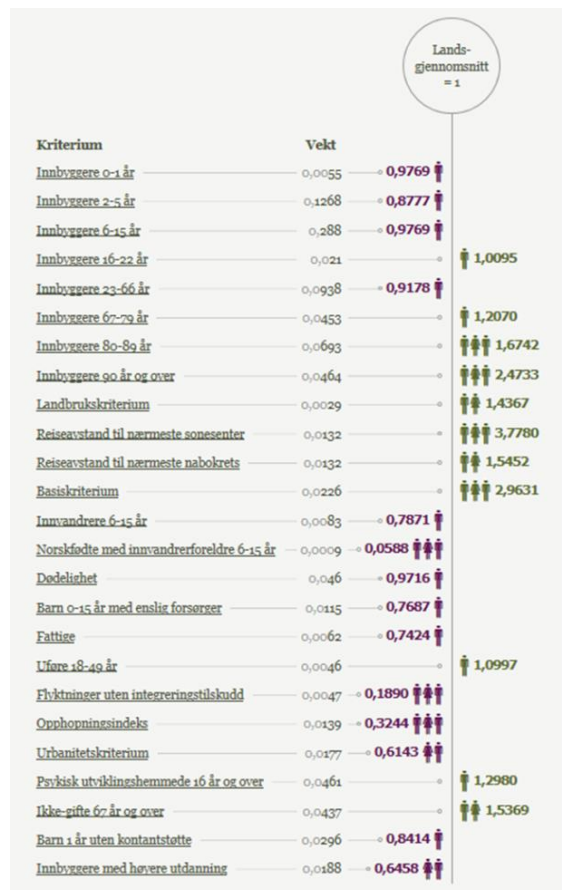 Lands-
gjennomsnitt
= 1
Kriterium Vekt
Innbyggere 0-1 år 0,0055 0,9769
Innbyggere 2-5 år 0,1268 0,8777
Innbyggere 6-15 år 0,288 0,9769
Innbyggere 16-22 år 0,021 1,0095
Innbyggere 23-66 år 0,0938 0,9178
Innbyggere 67-79 år 0,0453 1,2070
Innbyggere 80-89 år 0,0693 1,6742
Innbyggere 90 år og over 0,0464 2,4733
Landbrukskriterium 0,0029 1,4367
Reiseavstand til nærmeste sonesenter 0,0132 3,7780
Reiseavstand til nærmeste nabokrets 0,0132 1,5452
Basiskriterium 0,0226 2,9631
Innvandrere 6-15 år 0,0083 0,7871
Norskfødte med innvandrerforeldre 6-15 år 0,0009 0,0588
Dødelighet 0,046 0,9716
Barn 0-15 år med enslig forsørger 0,0115 0,7687
Fattige 0,0062 0,7424
Uføre 18-49 år 0,0046 1,0997
Flyktninger uten integreringstilskudd 0,0047 0,1890
Opphopningsindeks 0,0139 0,3244
Urbanitetskriterium 0,0177 0,6143
Psykisk utviklingshemmede 16 år og over 0,0461 1,2980
Ikke-gifte 67 år og over 0,0437 1,5369
Barn 1 år uten kontantstøtte 0,0296 0,8414
Innbyggere med høyere utdanning 0,0188 0,6458